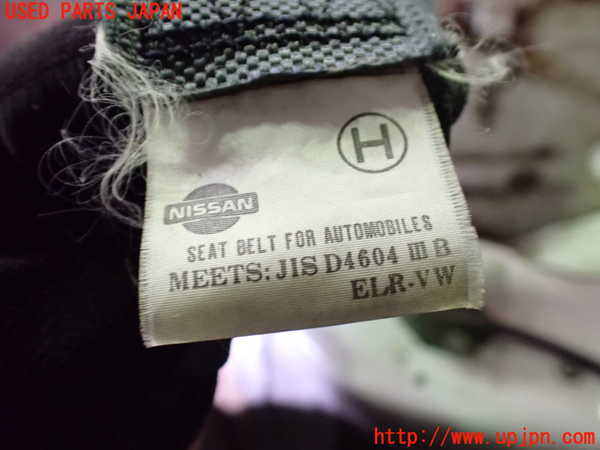 USED PARTS JAPAN
H
NISSAN
SEAT BELT FOR AUTOMOBILES
MEETS: JIS D4604 III B
ELR-VW
http://www.upjpn.com/